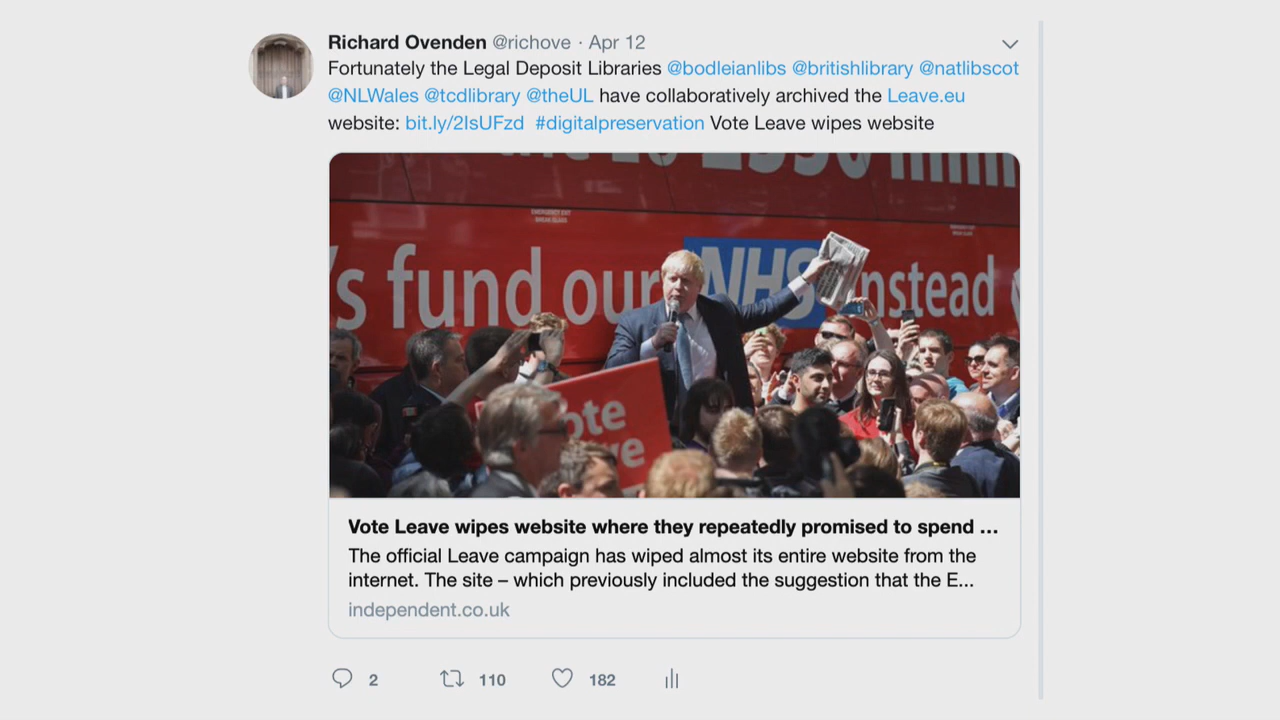 Richard Ovenden @richove · Apr 12
Fortunately the Legal Deposit Libraries @bodleianlibs @britishlibrary @natlibscot
@NLWales @tcdlibrary @theUL have collaboratively archived the Leave.eu
website: bit.ly/2IsUFzd #digitalpreservation Vote Leave wipes website
's fund our NHS instead
Vote Leave wipes website where they repeatedly promised to spend ...
The official Leave campaign has wiped almost its entire website from the
internet. The site – which previously included the suggestion that the E...
independent.co.uk
2 110 182